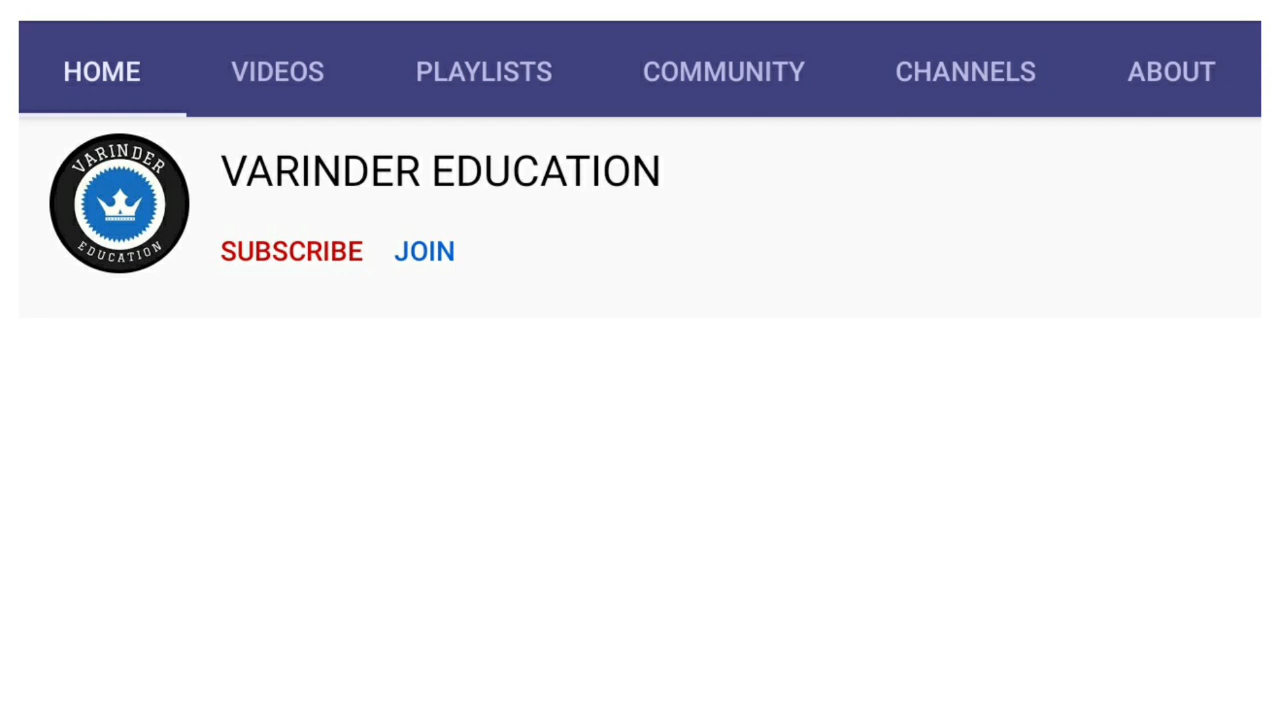 HOME VIDEOS PLAYLISTS COMMUNITY CHANNELS ABOUT
VARINDER
EDUCATION
VARINDER EDUCATION
SUBSCRIBE JOIN